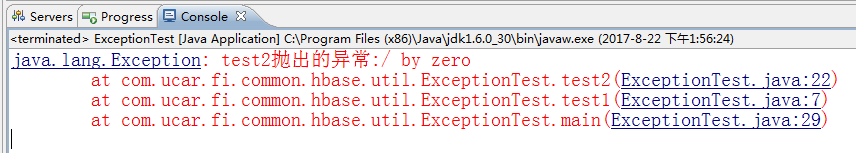 Servers Progress Console
<terminated> ExceptionTest [Java Application] C:\Program Files (x86)\Java\jdk1.6.0_30\bin\javaw.exe (2017-8-22 下午1:56:24)
java.lang.Exception: test2抛出的异常:/ by zero
at com.ucar.fi.common.hbase.util.ExceptionTest.test2(ExceptionTest.java:22)
at com.ucar.fi.common.hbase.util.ExceptionTest.test1(ExceptionTest.java:7)
at com.ucar.fi.common.hbase.util.ExceptionTest.main(ExceptionTest.java:29)